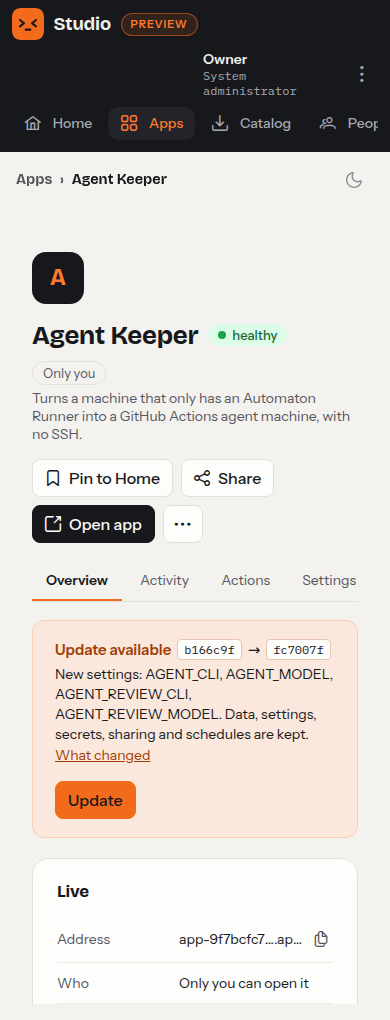 Studio PREVIEW
Owner
System
administrator
Home Apps Catalog Peop
Apps › Agent Keeper
A
Agent Keeper healthy
Only you
Turns a machine that only has an Automaton
Runner into a GitHub Actions agent machine, with
no SSH.
Pin to Home Share
Open app
Overview Activity Actions Settings
Update available b166c9f → fc7007f
New settings: AGENT_CLI, AGENT_MODEL,
AGENT_REVIEW_CLI,
AGENT_REVIEW_MODEL. Data, settings,
secrets, sharing and schedules are kept.
What changed
Update
Live
Address app-9f7bcfc7....ap...
Who Only you can open it